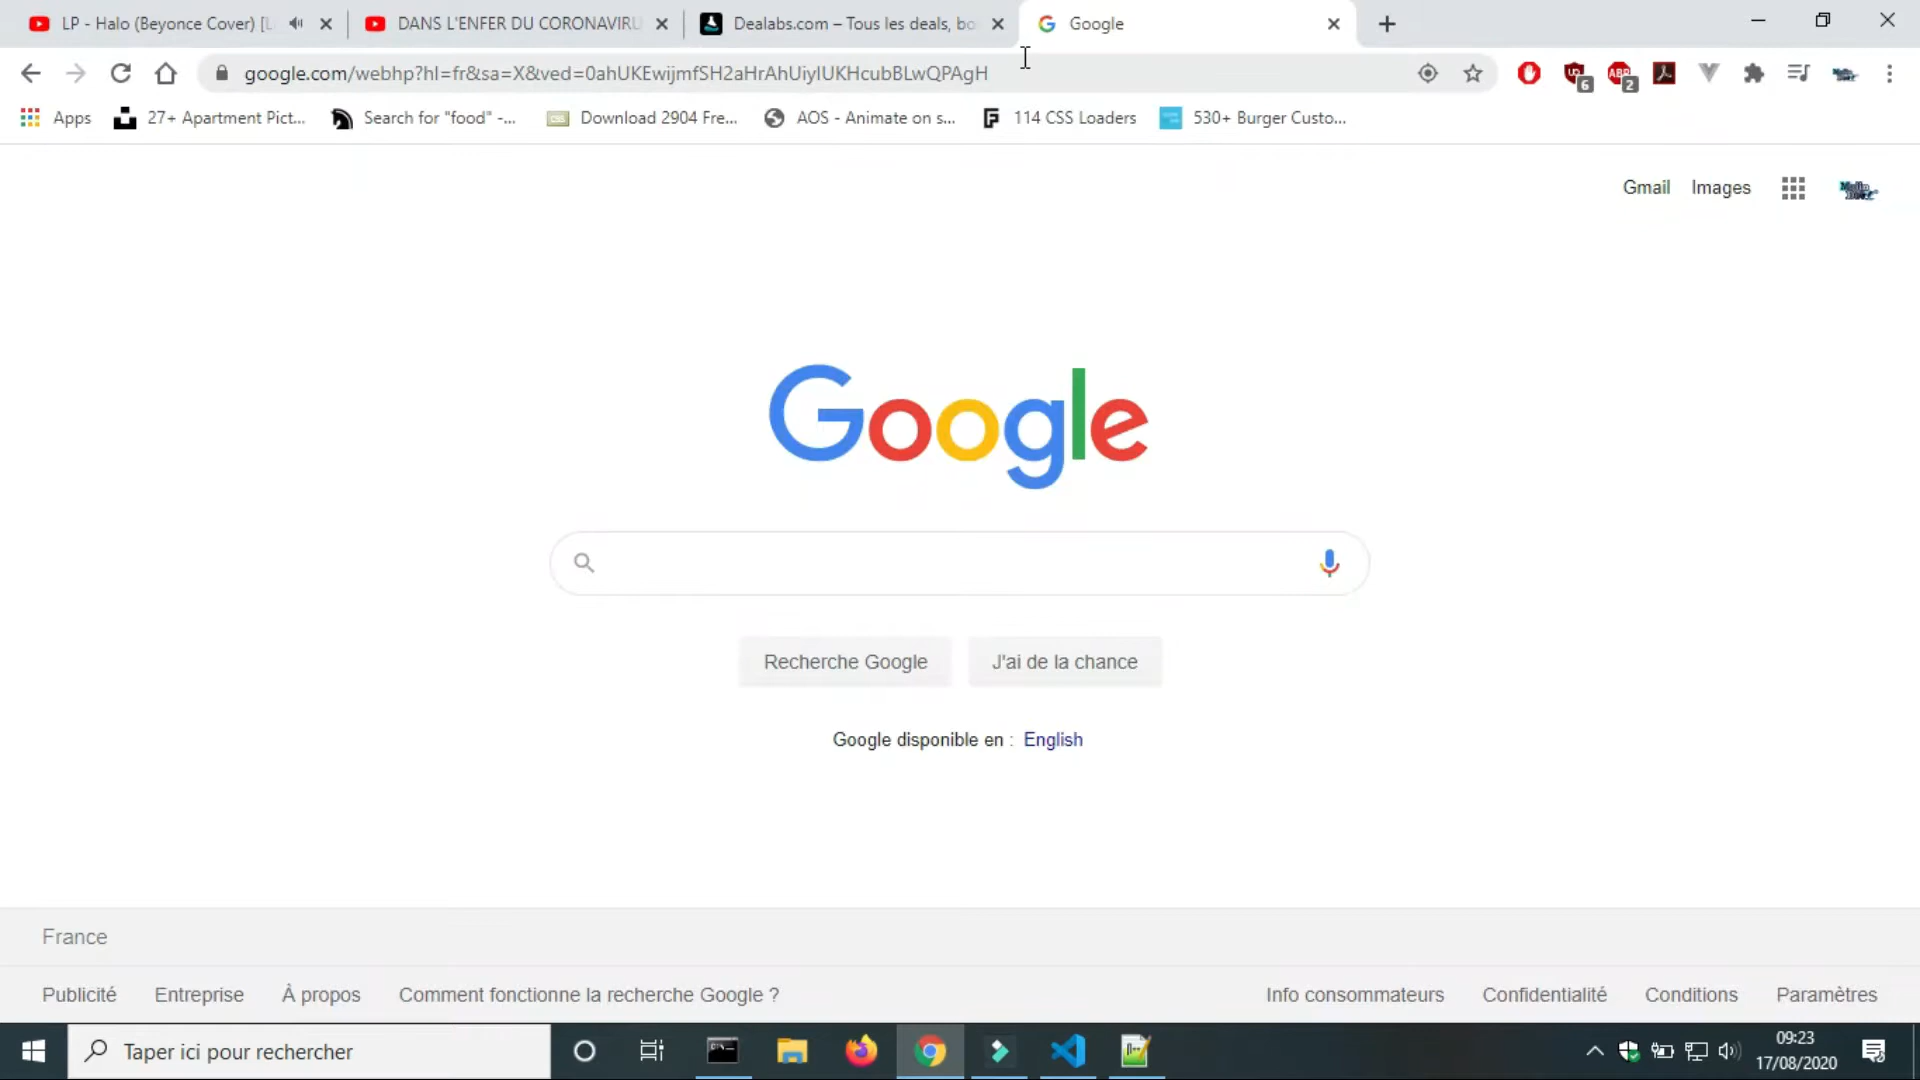 LP - Halo (Beyonce Cover) [L
DANS L'ENFER DU CORONAVIRU
Dealabs.com – Tous les deals, bo
Google
google.com/webhp?hl=fr&sa=X&ved=0ahUKEwijmfSH2aHrAhUiyIUKHcubBLwQPAgH
6
ABP
2
Apps
27+ Apartment Pict...
Search for "food" -...
Download 2904 Fre...
AOS - Animate on s...
114 CSS Loaders
530+ Burger Custo...
Gmail
Images
Google
Recherche Google
J'ai de la chance
Google disponible en : English
France
Publicité
Entreprise
À propos
Comment fonctionne la recherche Google ?
Info consommateurs
Confidentialité
Conditions
Paramètres
Taper ici pour rechercher
09:23
17/08/2020